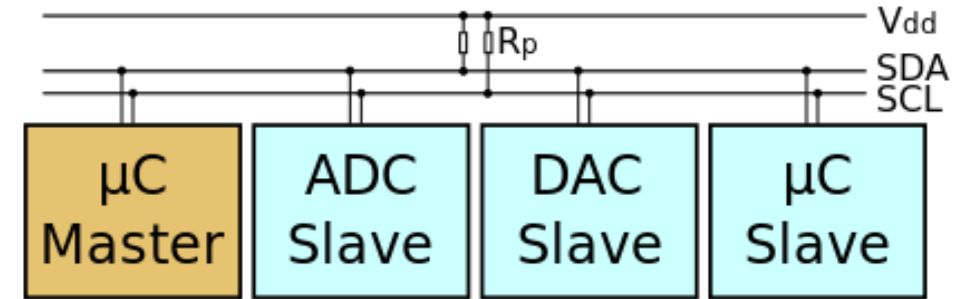 Vdd
Rp
SDA
SCL
µC
Master
ADC
Slave
DAC
Slave
µC
Slave